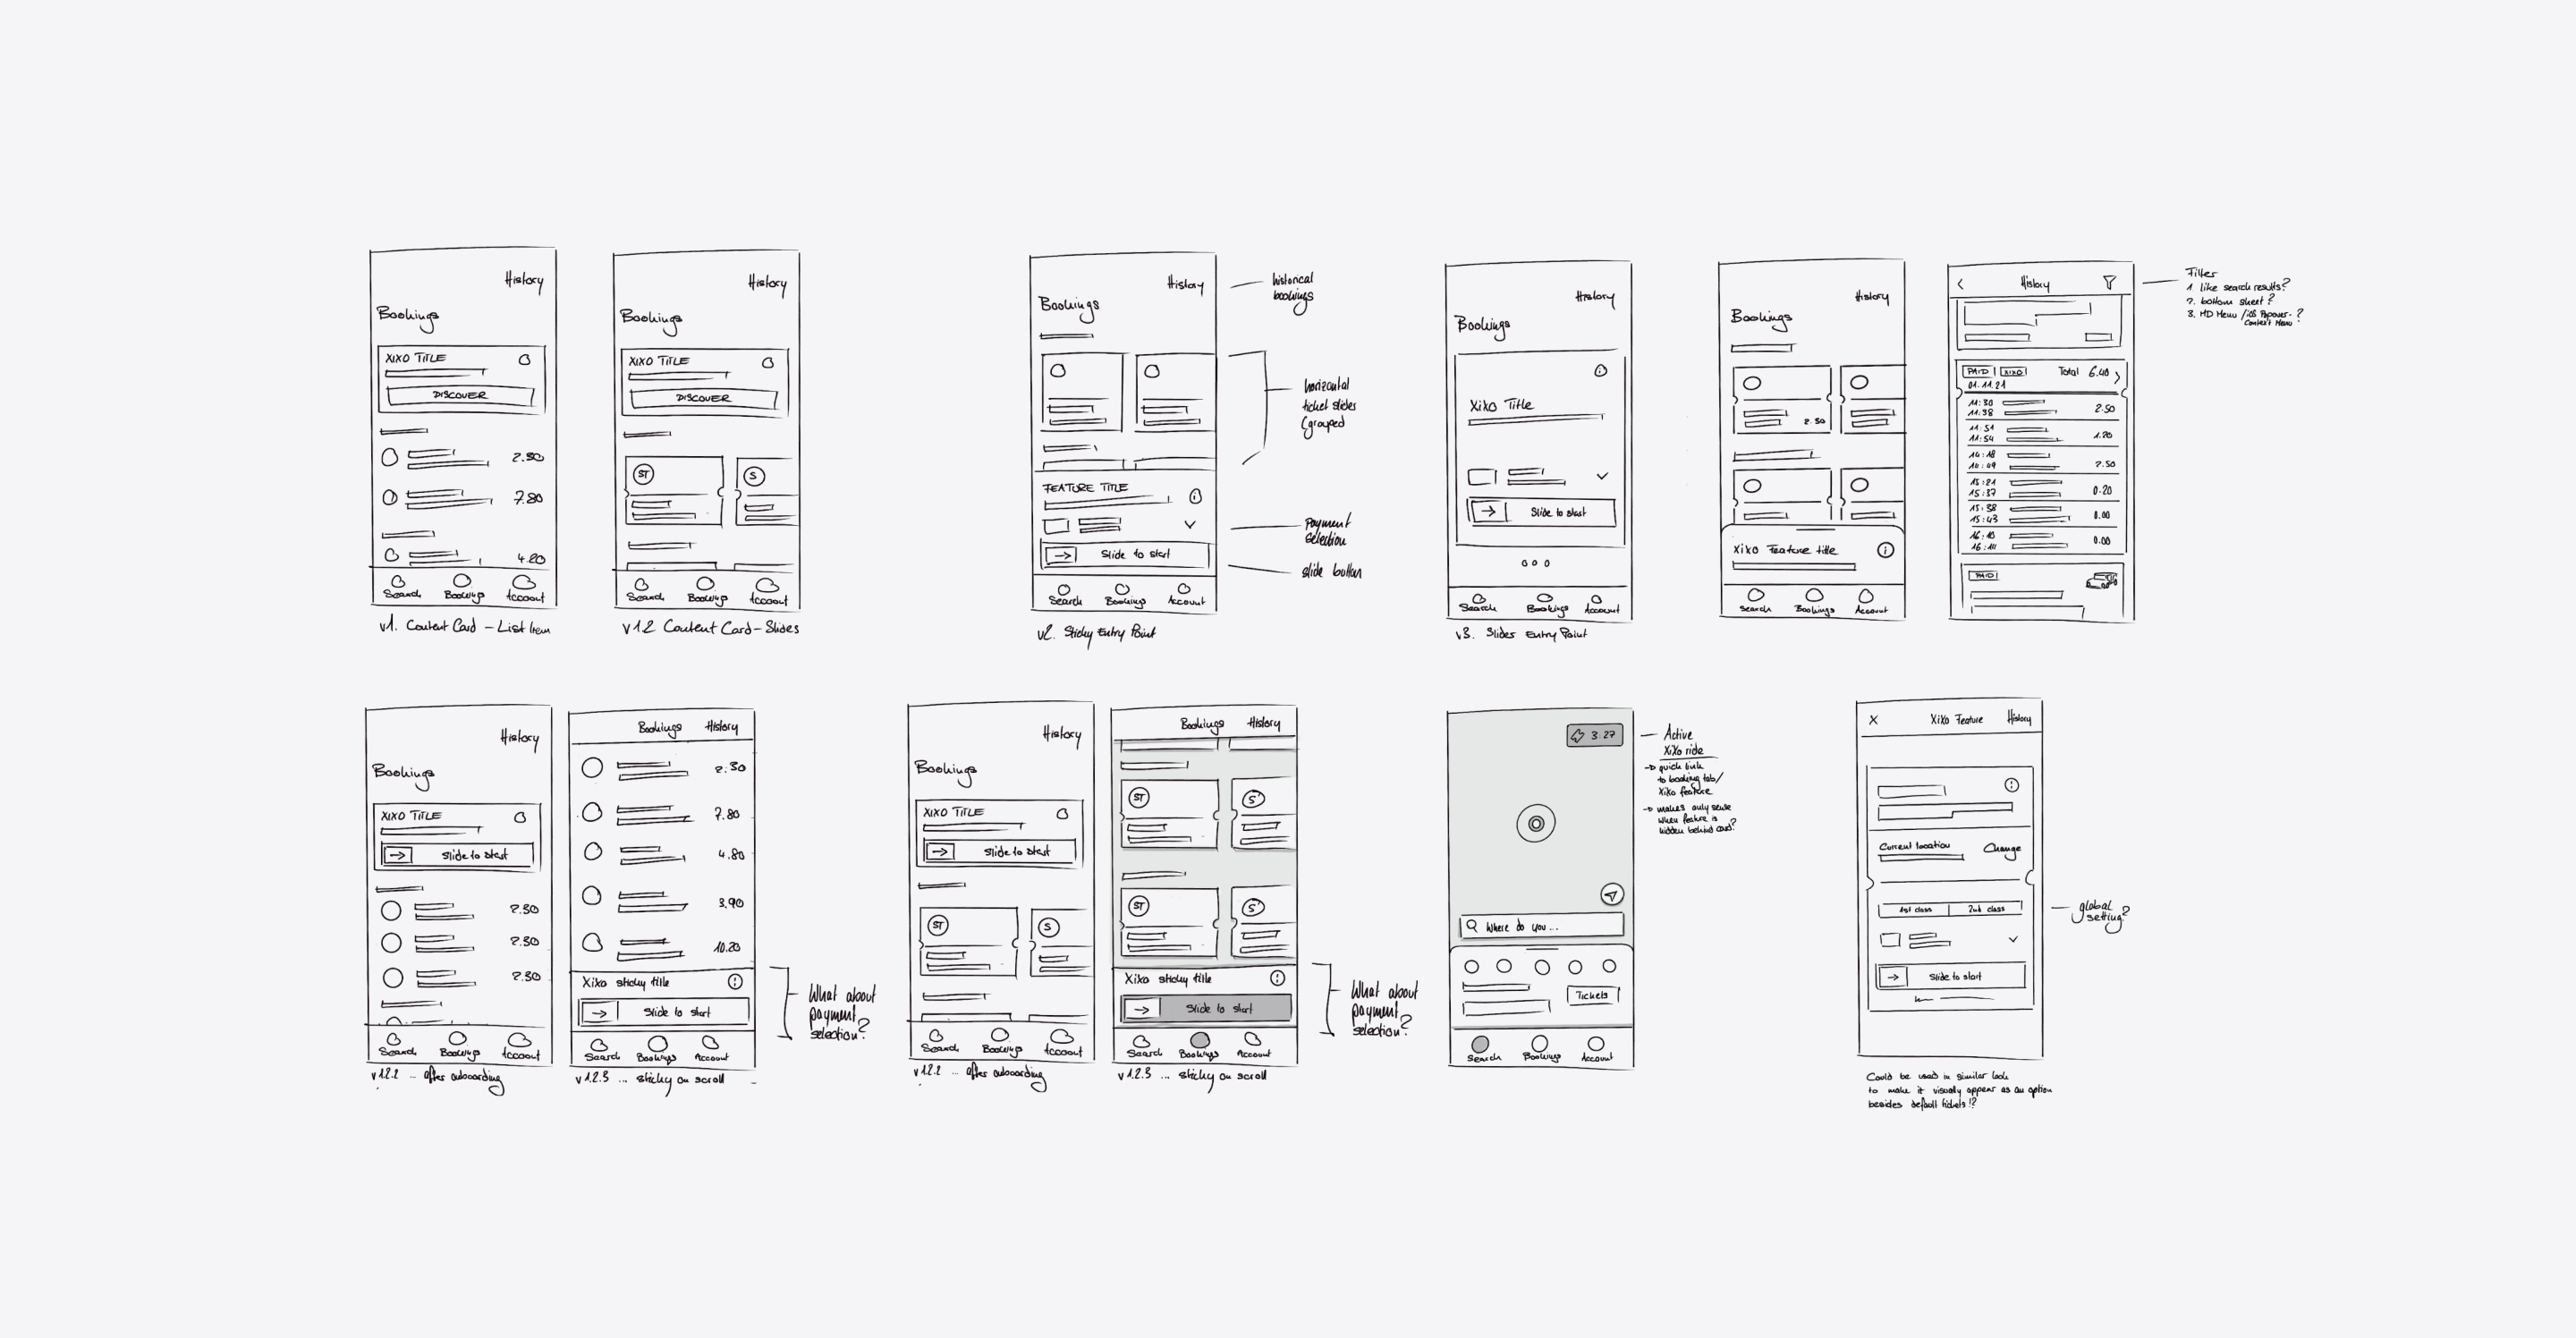 History
Bookings
XIXO TITLE
DISCOVER
2.50
7.80
4.20
Search Bookings Account
v1. Content Card - List Item
History
Bookings
XIXO TITLE
DISCOVER
ST S
Search Bookings Account
v1.2 Content Card - Slides
History
Bookings
FEATURE TITLE
i
Slide to start
Search Bookings Account
v2. Sticky Entry Point
historical
bookings
horizontal
ticket slides
(grouped
payment
selection
slide button
History
Bookings
i
XiXo Title
Slide to start
Search Bookings Account
v3. Slides Entry Point
History
Bookings
2.50
XiXo Feature title i
Search Bookings Account
< History
PAID XIXO Total 6.40 >
01.11.21
11:30
11:38 2.50
11:51
11:54 1.20
14:18
14:49 2.50
15:21
15:37 0.20
15:38
15:43 0.00
16:10
16:14 0.00
PAID
Filter
1 like search results?
2. bottom sheet?
3. MD Menu / iOS Popover - ?
Context Menu
History
Bookings
XIXO TITLE
Slide to start
2.50
2.50
2.50
Search Bookings Account
v1.2.2 ... after onboarding
Bookings History
2.50
7.80
4.80
3.90
10.20
Xixo sticky title i
Slide to start
Search Bookings Account
v1.2.3 ... sticky on scroll
What about
payment
selection?
History
Bookings
XIXO TITLE
Slide to start
ST S
Search Bookings Account
v1.2.2 ... after onboarding
Bookings History
ST S
ST S
Xixo sticky title i
Slide to start
Search Bookings Account
v1.2.3 ... sticky on scroll
What about
payment
selection?
3:27
Where do you...
Tickets
Search Bookings Account
Active
XiXo ride
→ quick link
to booking tab/
Xixo feature
→ makes only sense
when feature is
hidden behind card?
X XiXo Feature History
i
Current location Change
1st class 2nd class
Slide to start
global
setting?
Could be used in similar look
to make it visually appear as an option
besides default tickets!?